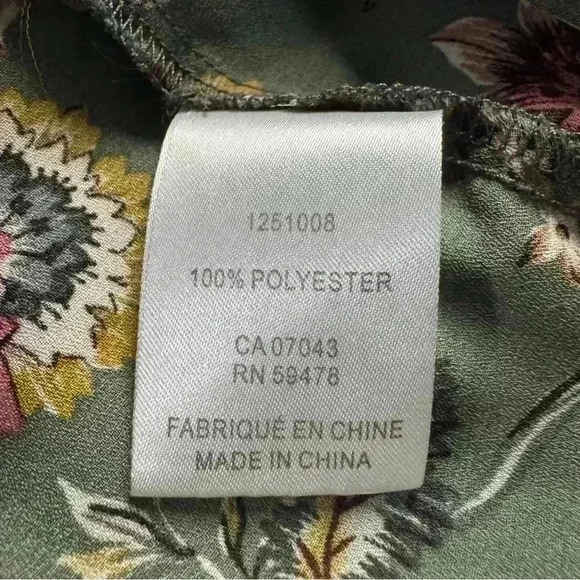 1251008
100% POLYESTER
CA 07043
RN 59478
FABRIQUÉ EN CHINE
MADE IN CHINA